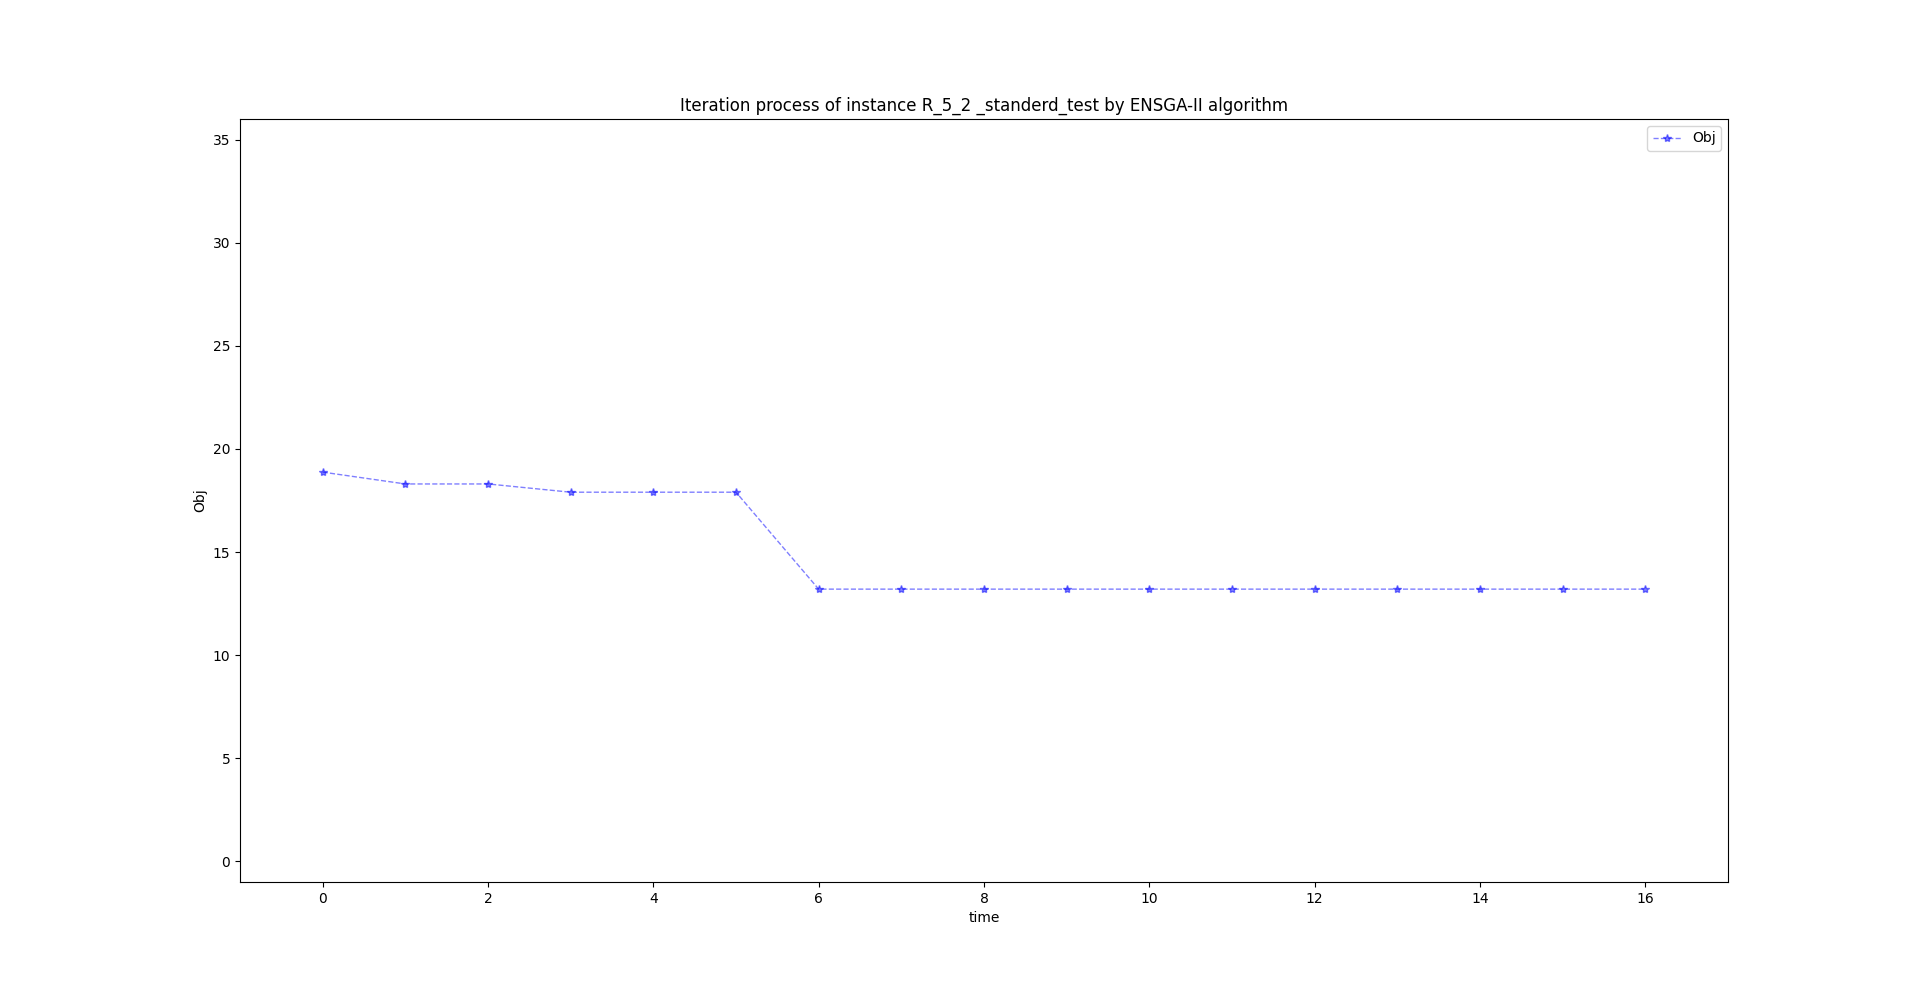 Iteration process of instance R_5_2 _standerd_test by ENSGA-II algorithm
Obj
35
30
25
20
15
10
5
0
Obj
0 2 4 6 8 10 12 14 16
time